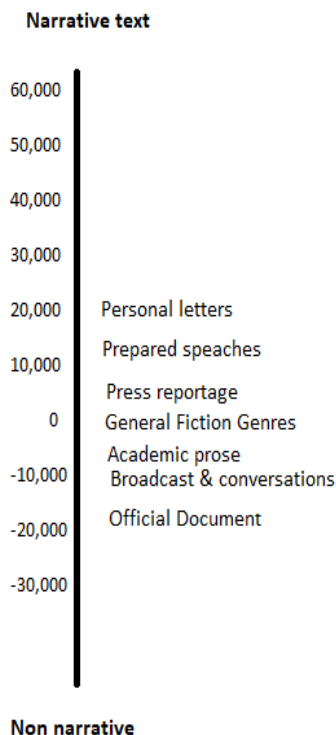 Narrative text
60,000
50,000
40,000
30,000
20,000 Personal letters
Prepared speaches
10,000
Press reportage
0 General Fiction Genres
Academic prose
-10,000 Broadcast & conversations
-20,000 Official Document
-30,000
Non narrative